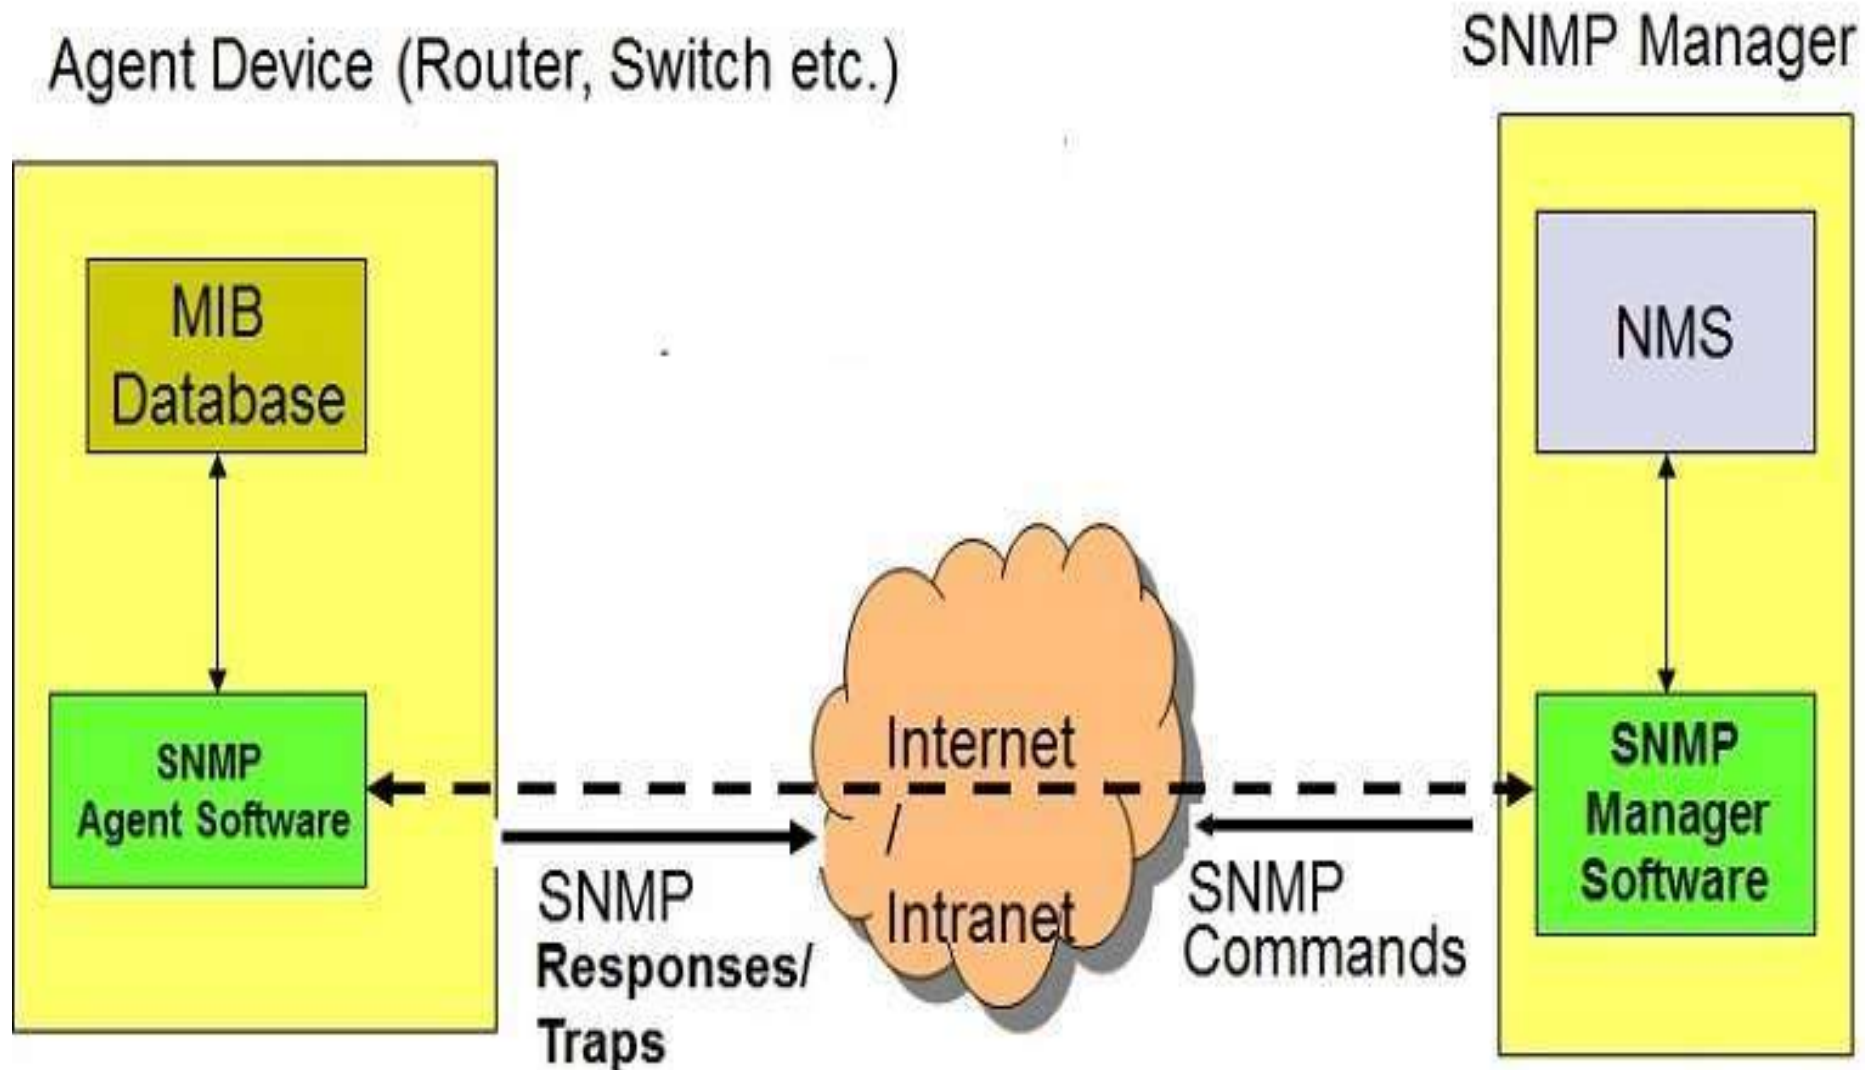 Agent Device (Router, Switch etc.)
SNMP Manager
MIB
Database
NMS
SNMP
Agent Software
Internet
/
Intranet
SNMP
Manager
Software
SNMP
Responses/
Traps
SNMP
Commands